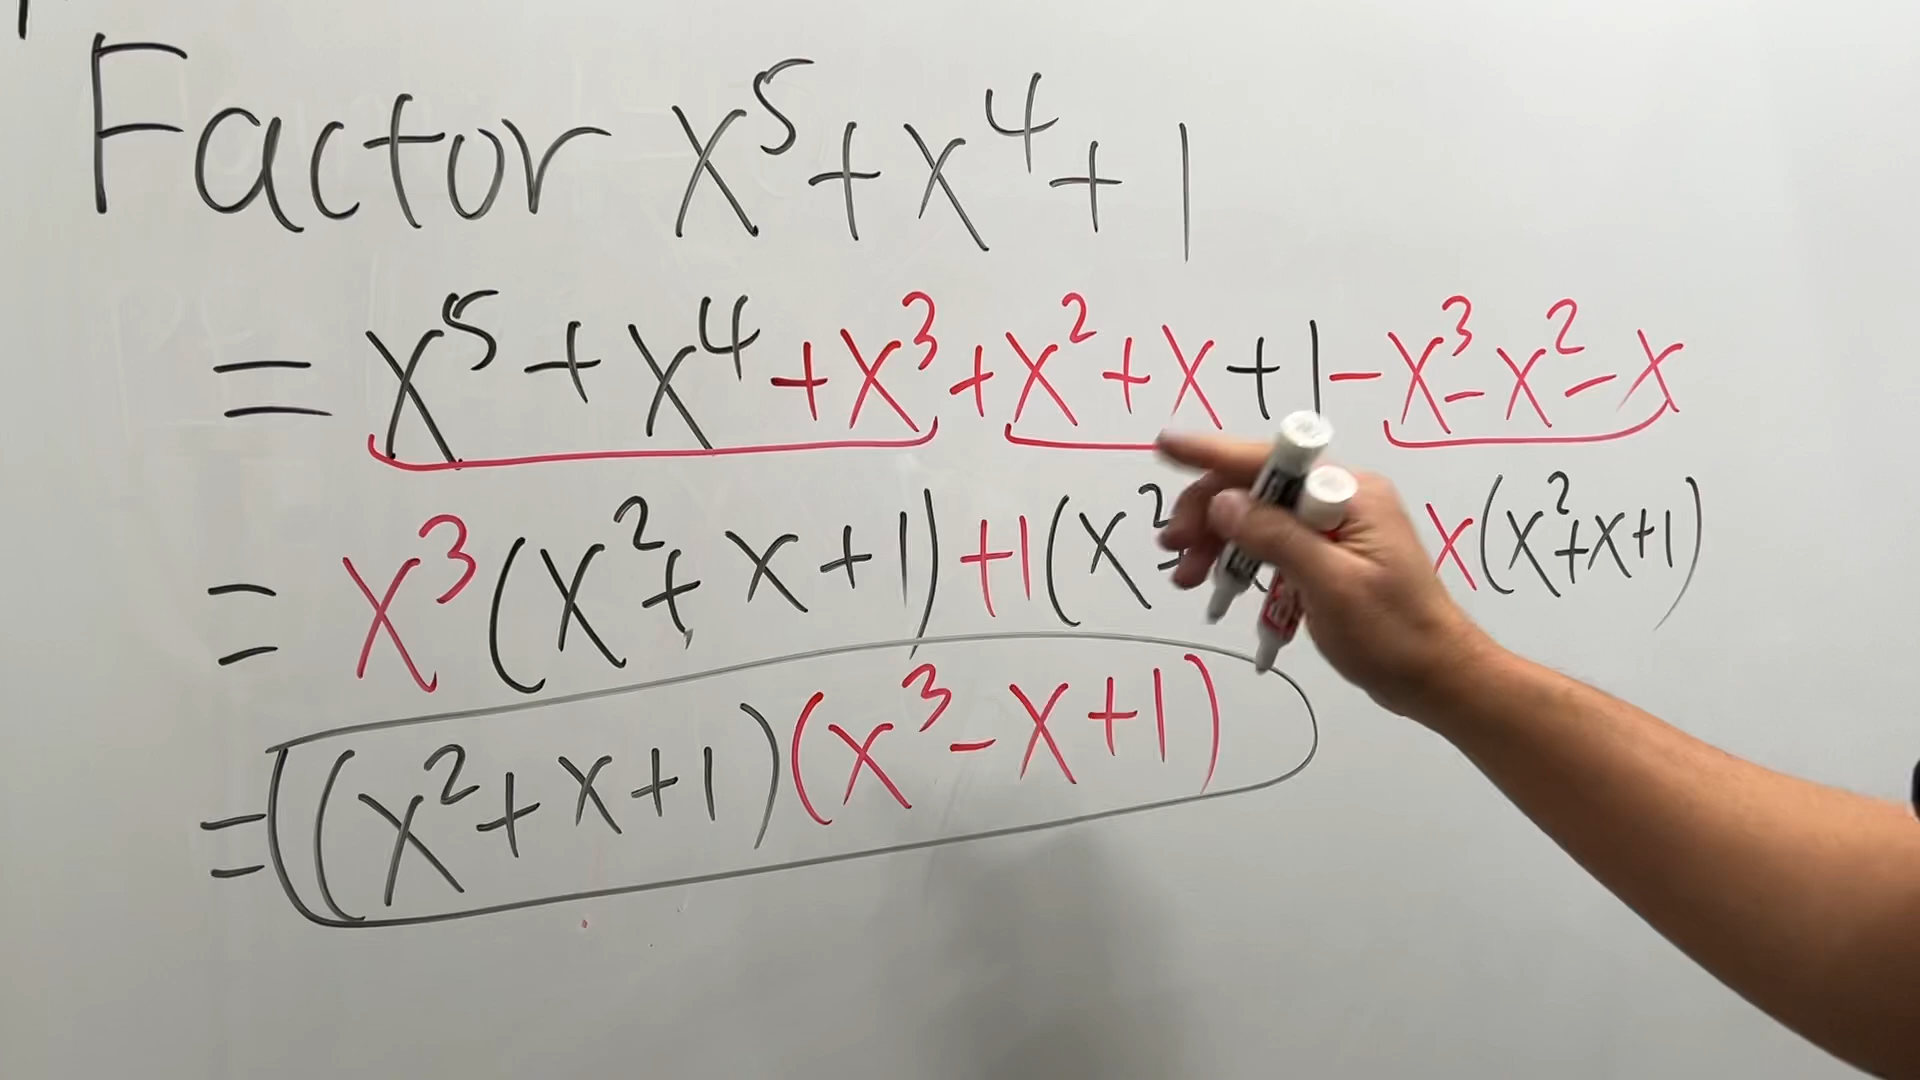 Factor x⁵+x⁴+1
= x⁵+x⁴+x³+x²+x+1-x³-x²-x
= x³(x²+x+1)+1(x² x(x²+x+1)
=(x²+x+1)(x³-x+1)